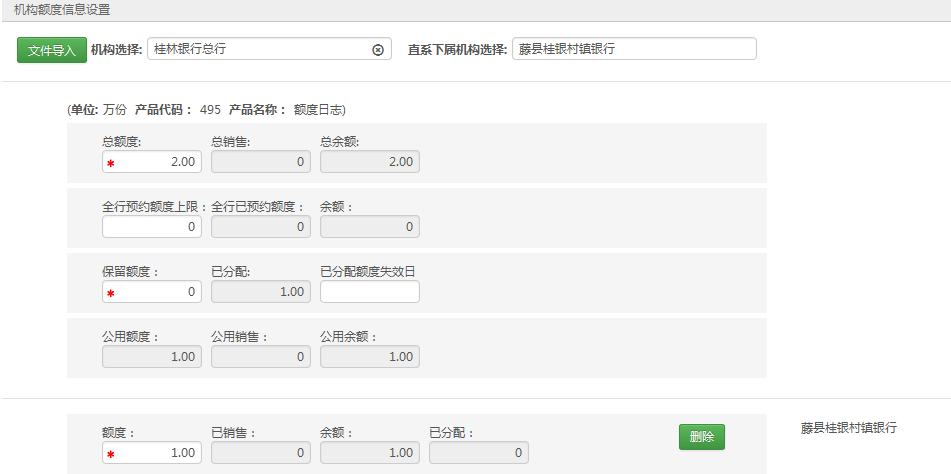 机构额度信息设置
文件导入 机构选择: 桂林银行总行 直系下属机构选择: 藤县桂银村镇银行
(单位: 万份 产品代码： 495 产品名称： 额度日志)
总额度: 总销售: 总余额:
* 2.00 0 2.00
全行预约额度上限： 全行已预约额度： 余额：
0 0 0
保留额度： 已分配: 已分配额度失效日
* 0 1.00
公用额度： 公用销售： 公用余额：
1.00 0 1.00
额度： 已销售： 余额： 已分配：
* 1.00 0 1.00 0 删除 藤县桂银村镇银行